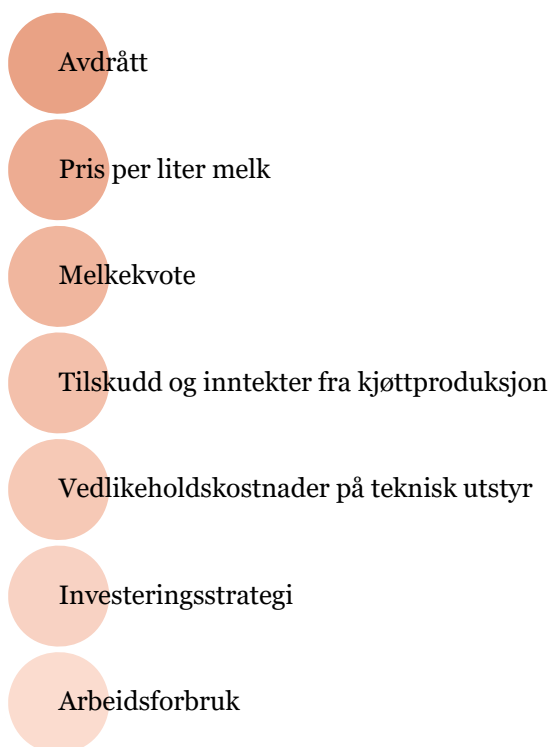 Avdrått
Pris per liter melk
Melkekvote
Tilskudd og inntekter fra kjøttproduksjon
Vedlikeholdskostnader på teknisk utstyr
Investeringsstrategi
Arbeidsforbruk